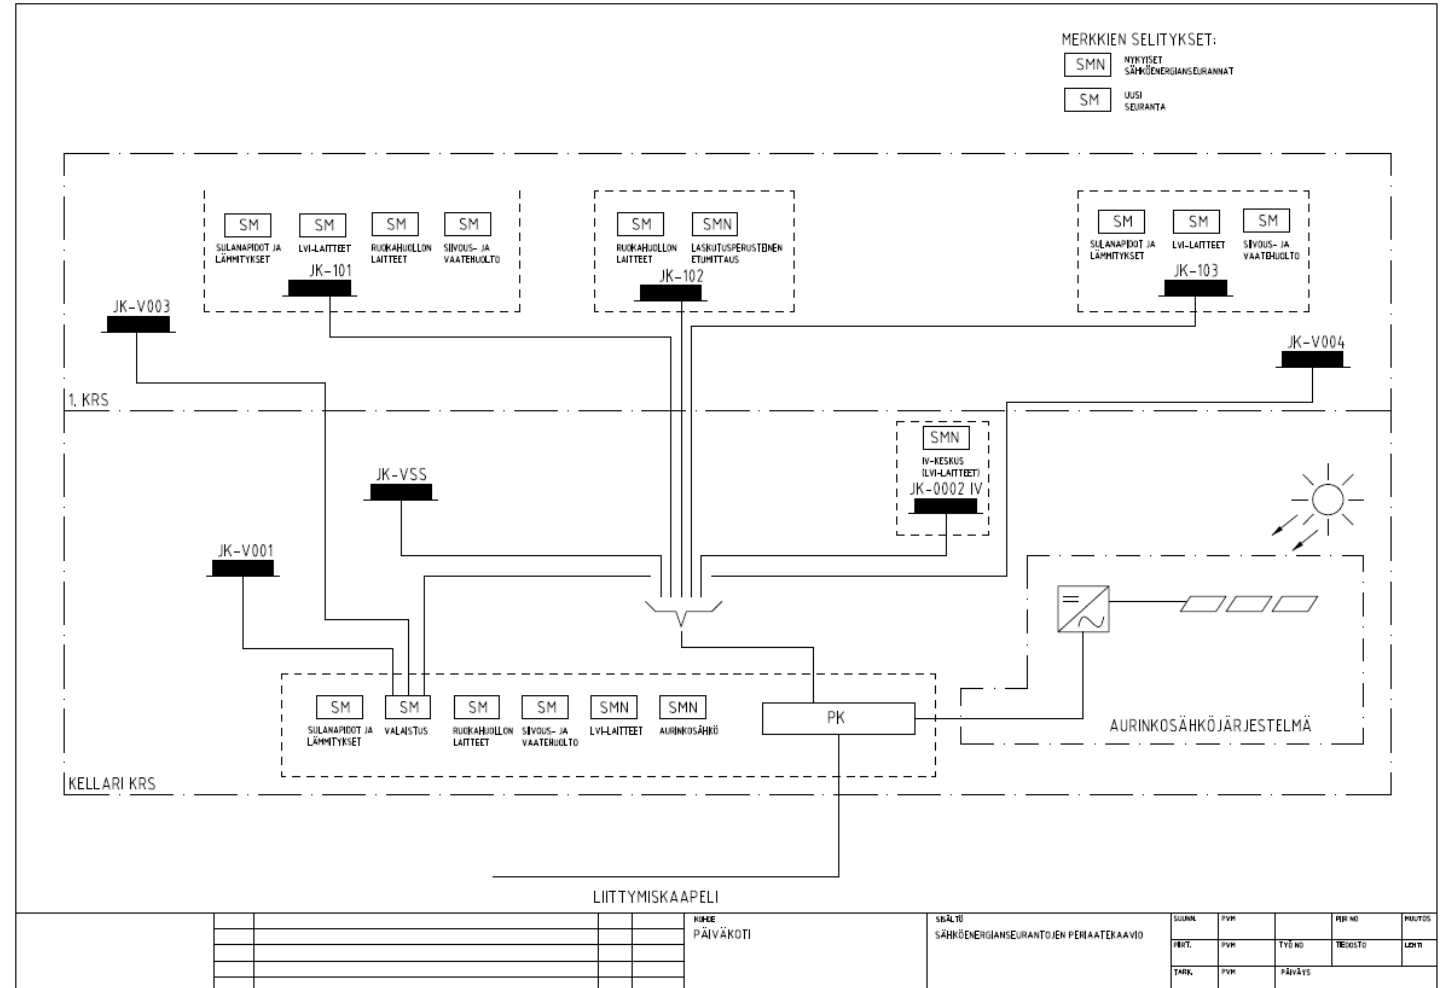 MERKKIEN SELITYKSET:
SMN
NYKYISET
SÄHKÖENERGIANSEURANNAT
SM
UUSI
SEURANTA
SM
SULANAPIDOT JA
LÄMMITYKSET
SM
LVI-LAITTEET
SM
RUOKAHUOLLON
LAITTEET
SM
SIIVOUS- JA
VAATEHUOLTO
JK-101
SM
RUOKAHUOLLON
LAITTEET
SMN
LASKUTUSPERUSTEINEN
ETUMITTAUS
JK-102
SM
SULANAPIDOT JA
LÄMMITYKSET
SM
LVI-LAITTEET
SM
SIIVOUS- JA
VAATEHUOLTO
JK-103
JK-V003
JK-V004
1. KRS
SMN
IV-KESKUS
(LVI-LAITTEET)
JK-0002 IV
JK-VSS
JK-V001
SM
SULANAPIDOT JA
LÄMMITYKSET
SM
VALAISTUS
SM
RUOKAHUOLLON
LAITTEET
SM
SIIVOUS- JA
VAATEHUOLTO
SMN
LVI-LAITTEET
SMN
AURINKOSÄHKÖ
PK
AURINKOSÄHKÖJÄRJESTELMÄ
KELLARI KRS
LIITTYMISKAAPELI
KOHDE
PÄIVÄKOTI
SISÄLTÖ
SÄHKÖENERGIANSEURANTOJEN PERIAATEKAAVIO
SUUNN. PVM PIIR NO MUUTOS
PIIRT. PVM TYÖ NO TIEDOSTO LEHTI
TARK. PVM PÄIVÄYS